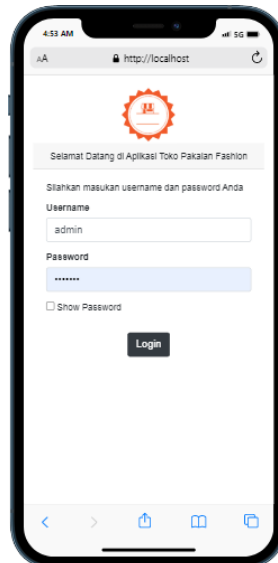 4:53 AM
5G
AA
http://localhost
Selamat Datang di Aplikasi Toko Pakaian Fashion
Silahkan masukan username dan password Anda
Username
admin
Password
•••••••
Show Password
Login